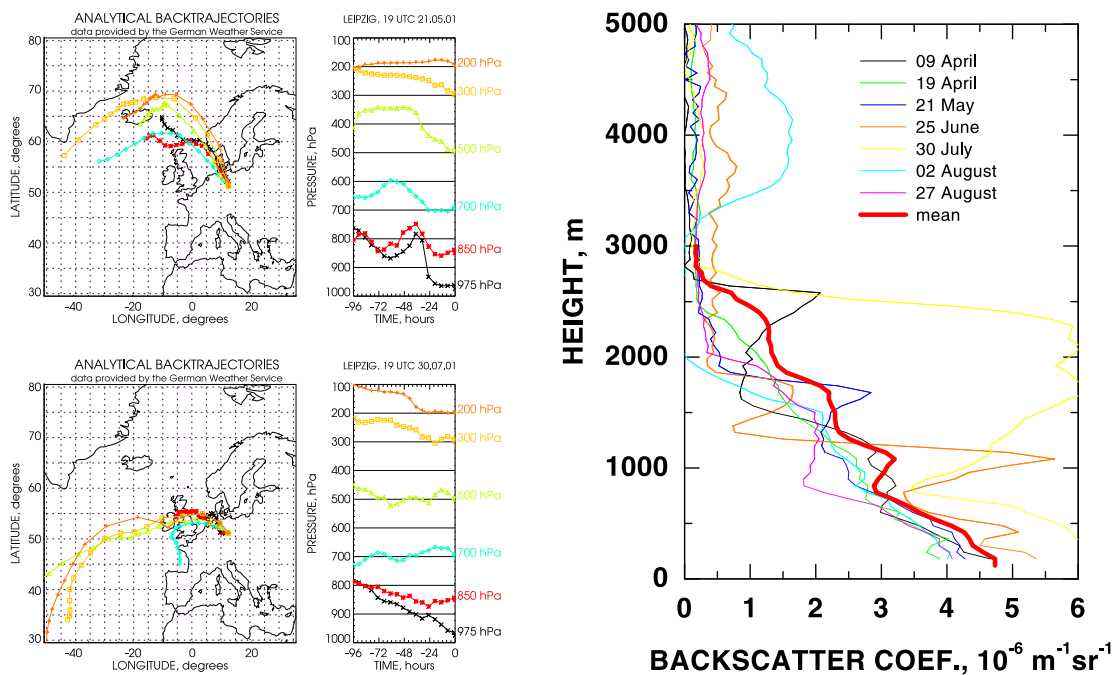 ANALYTICAL BACKTRAJECTORIES
data provided by the German Weather Service
80
70
60
50
40
30
LATITUDE, degrees
-40
-20
0
20
LONGITUDE, degrees
LEIPZIG, 19 UTC 21.05.01
100
200
300
400
500
600
700
800
900
1000
PRESSURE, hPa
200 hPa
300 hPa
500 hPa
700 hPa
850 hPa
975 hPa
-96
-72
-48
-24
0
TIME, hours
ANALYTICAL BACKTRAJECTORIES
data provided by the German Weather Service
80
70
60
50
40
30
LATITUDE, degrees
-40
-20
0
20
LONGITUDE, degrees
LEIPZIG, 19 UTC 30.07.01
100
200
300
400
500
600
700
800
900
1000
PRESSURE, hPa
200 hPa
300 hPa
500 hPa
700 hPa
850 hPa
975 hPa
-96
-72
-48
-24
0
TIME, hours
5000
4000
3000
2000
1000
0
HEIGHT, m
09 April
19 April
21 May
25 June
30 July
02 August
27 August
mean
0
1
2
3
4
5
6
BACKSCATTER COEF., 10⁻⁶ m⁻¹sr⁻¹